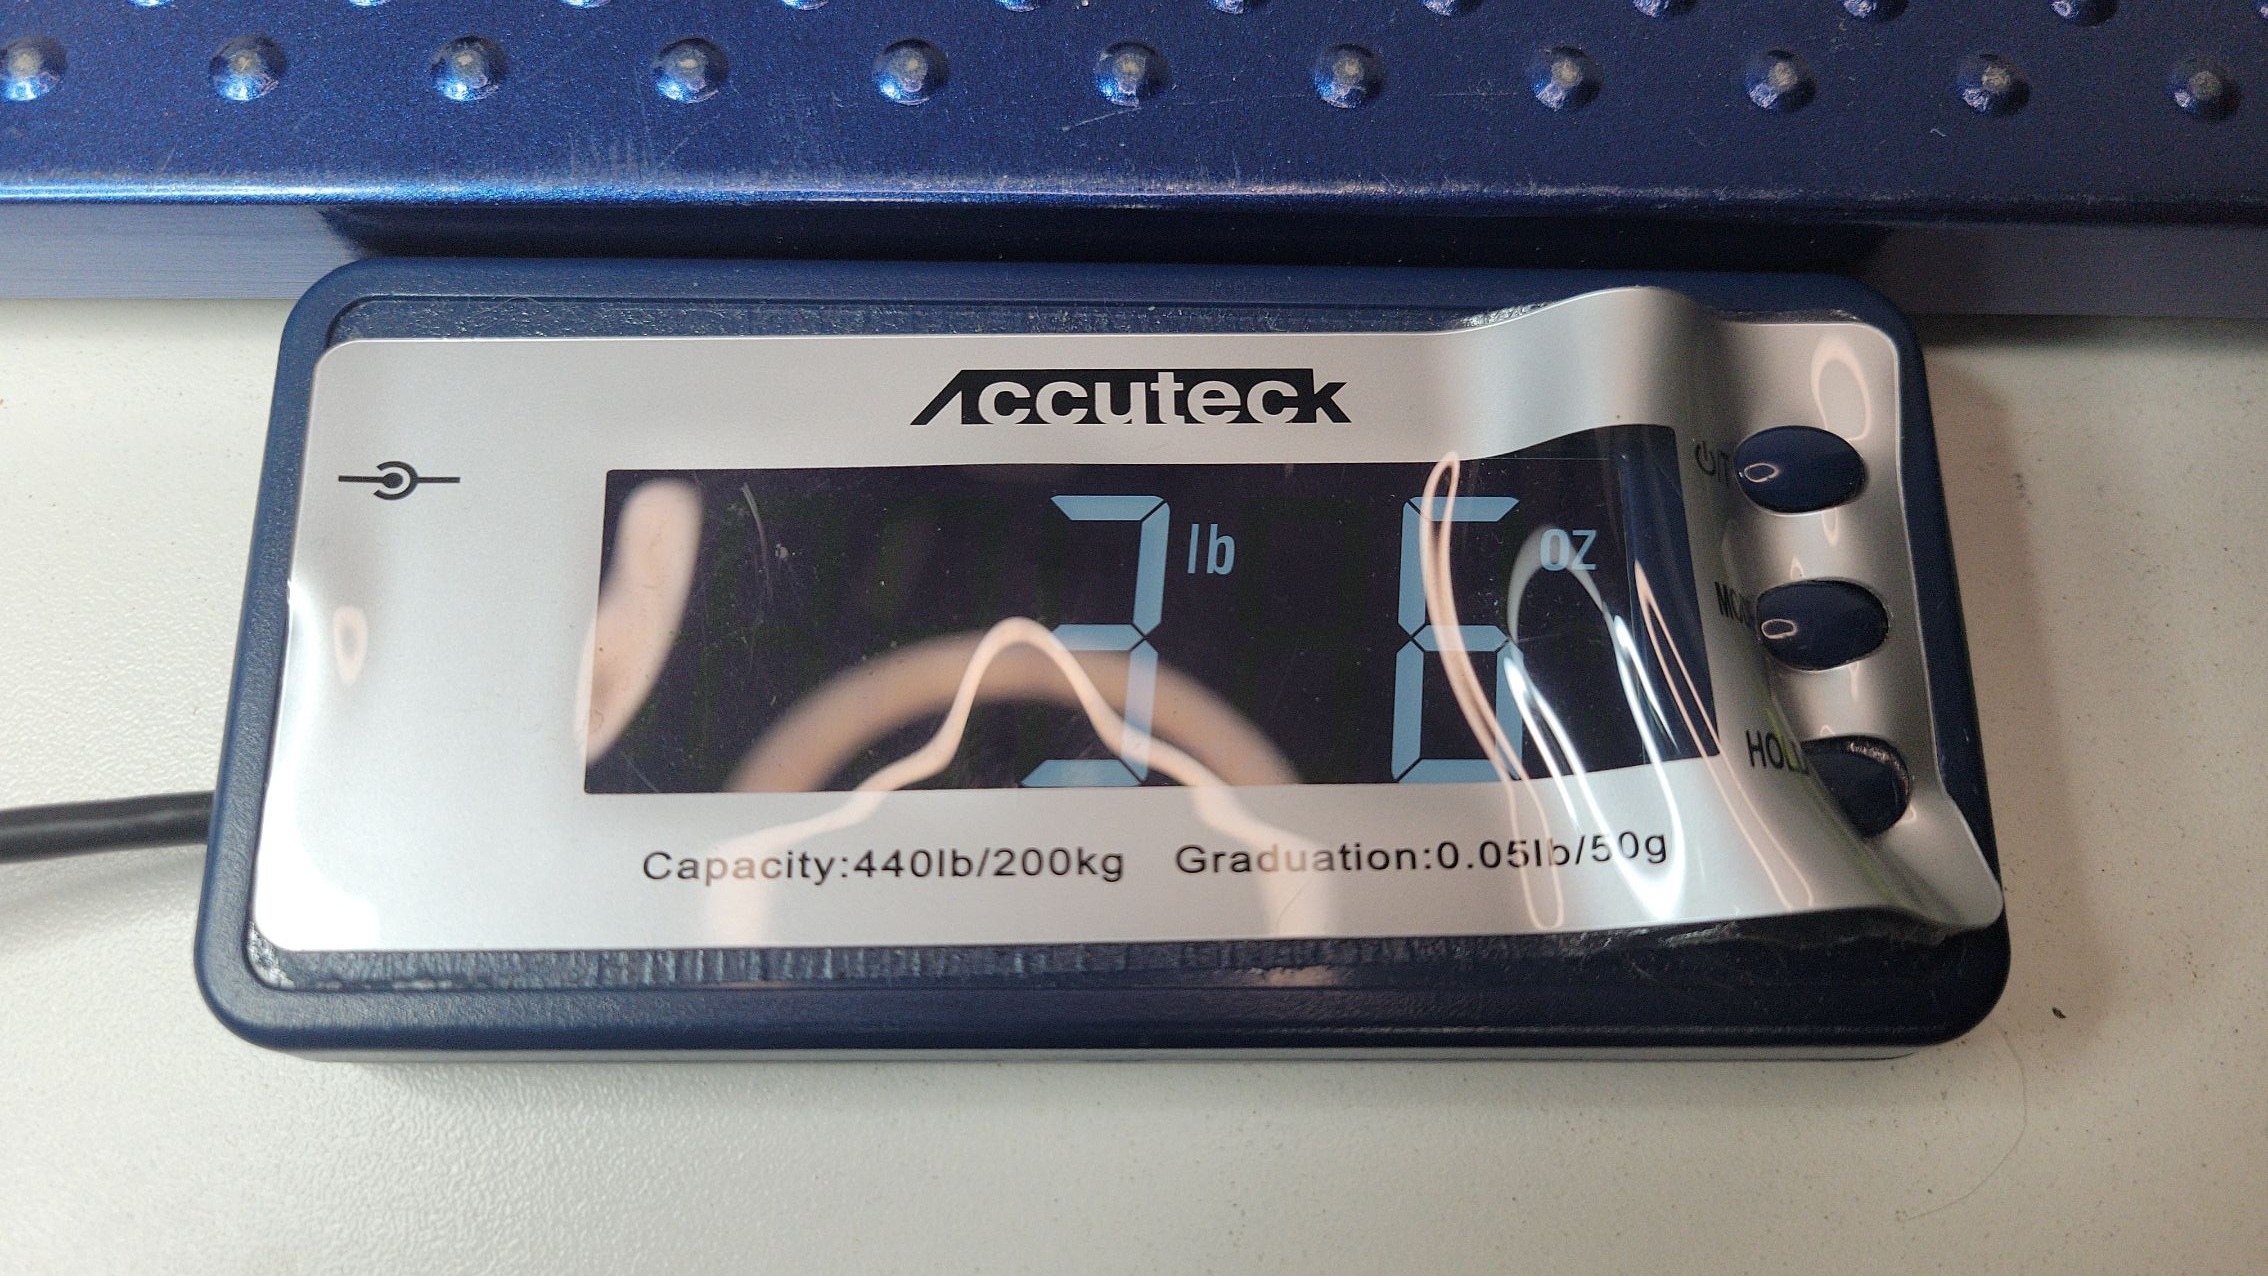 Accuteck
3 lb 6 oz
Capacity:440lb/200kg Graduation:0.05lb/50g